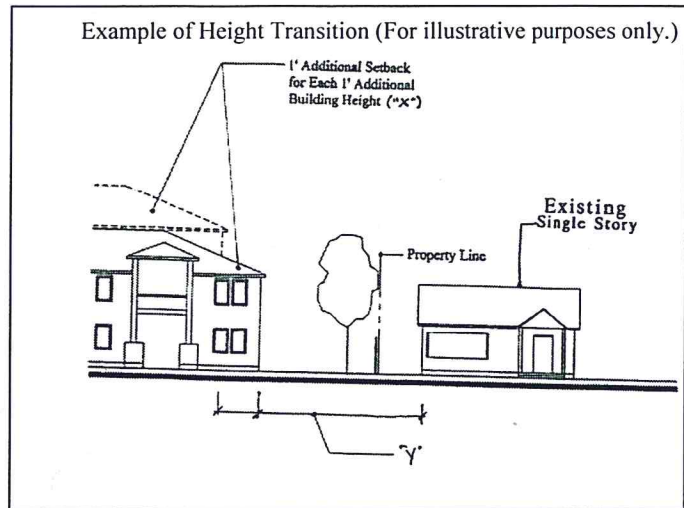 Example of Height Transition (For illustrative purposes only.)
1' Additional Setback
for Each 1' Additional
Building Height ("X")
Existing
Single Story
Property Line
"Y"